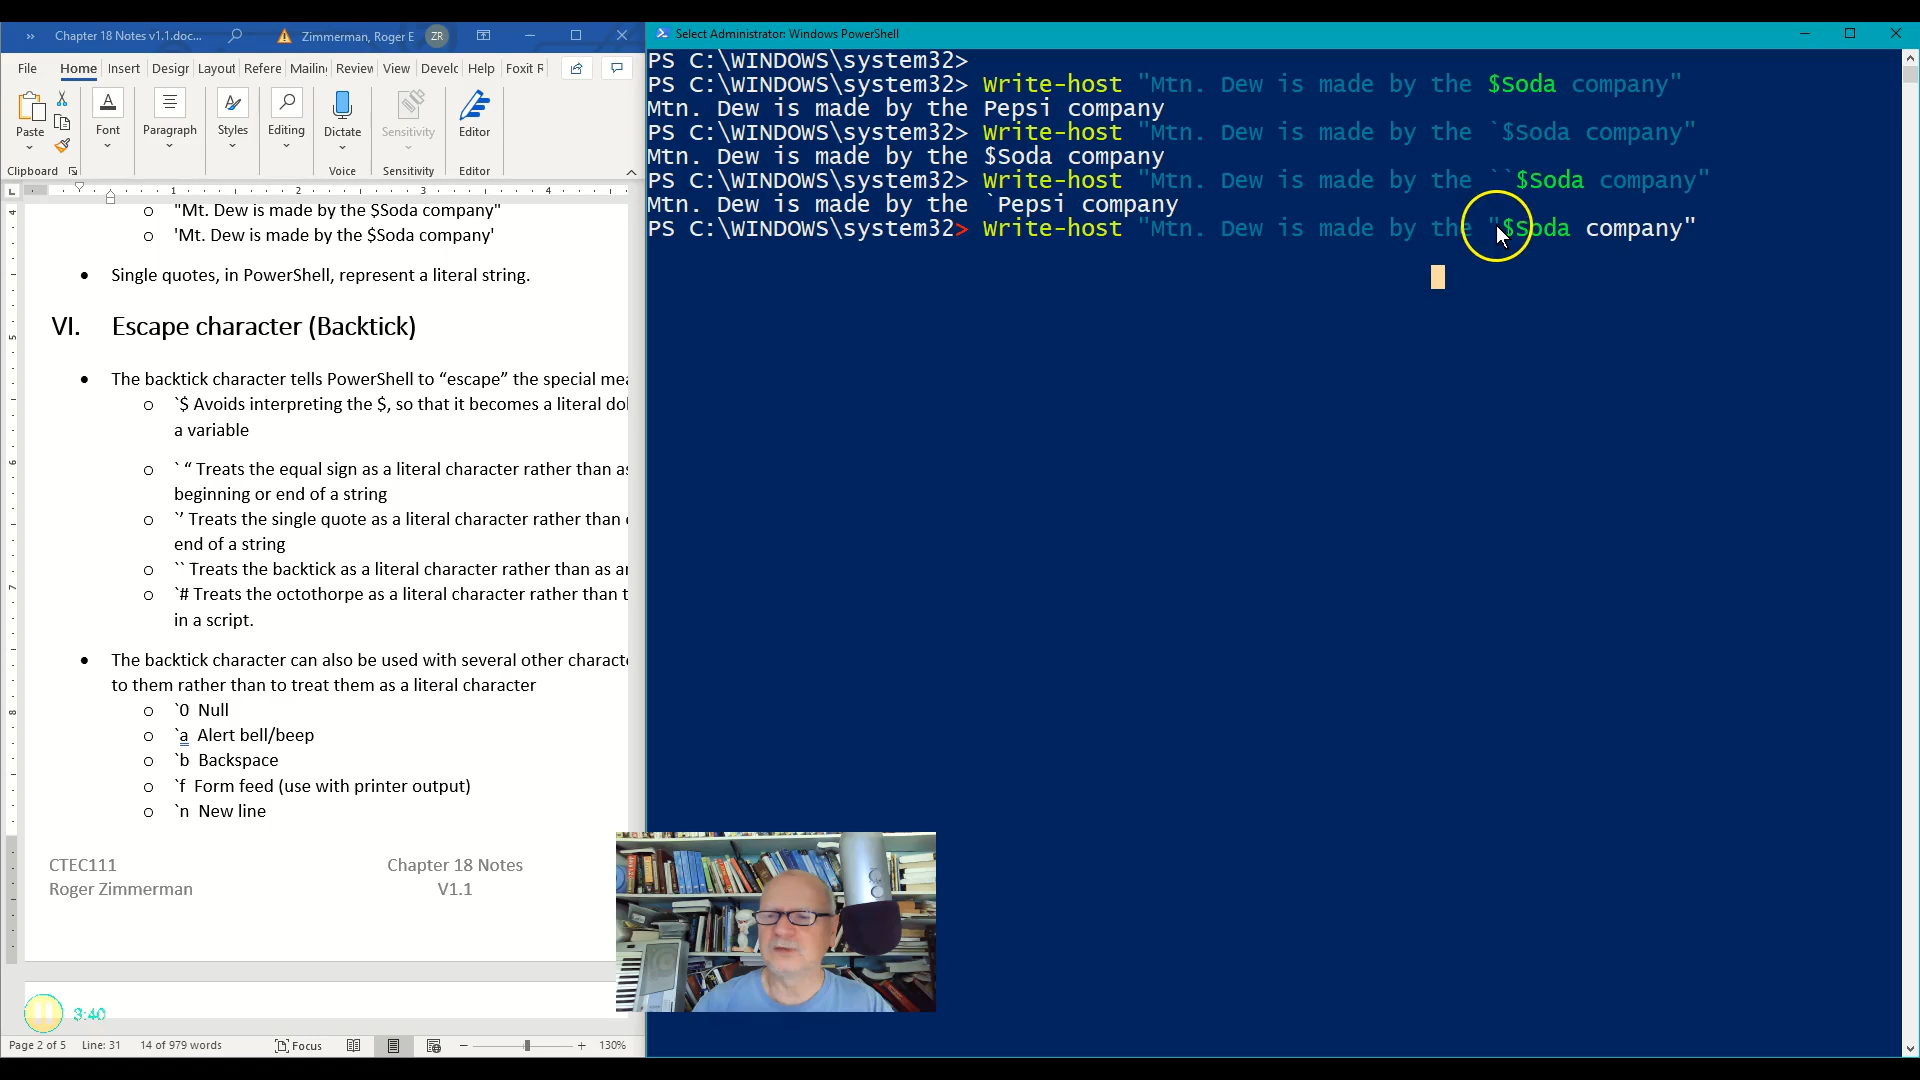 » Chapter 18 Notes v1.1.doc... Zimmerman, Roger E ZR
File Home Insert Desigr Layout Refere Mailin Review View Develc Help Foxit R
Paste Font Paragraph Styles Editing Dictate Sensitivity Editor
Clipboard Voice Sensitivity Editor
1 2 3 4
o "Mt. Dew is made by the $Soda company"
o 'Mt. Dew is made by the $Soda company'
• Single quotes, in PowerShell, represent a literal string.
VI. Escape character (Backtick)
• The backtick character tells PowerShell to “escape” the special mea
o `$ Avoids interpreting the $, so that it becomes a literal dol
a variable
o ` “ Treats the equal sign as a literal character rather than as
beginning or end of a string
o `’ Treats the single quote as a literal character rather than
end of a string
o `` Treats the backtick as a literal character rather than as
o `# Treats the octothorpe as a literal character rather than t
in a script.
• The backtick character can also be used with several other characte
to them rather than to treat them as a literal character
o `0 Null
o `a Alert bell/beep
o `b Backspace
o `f Form feed (use with printer output)
o `n New line
CTEC111 Chapter 18 Notes
Roger Zimmerman V1.1
3:40
Page 2 of 5 Line: 31 14 of 979 words Focus − + 130%
Select Administrator: Windows PowerShell
PS C:\WINDOWS\system32>
PS C:\WINDOWS\system32> Write-host "Mtn. Dew is made by the $Soda company"
Mtn. Dew is made by the Pepsi company
PS C:\WINDOWS\system32> Write-host "Mtn. Dew is made by the `$Soda company"
Mtn. Dew is made by the $Soda company
PS C:\WINDOWS\system32> Write-host "Mtn. Dew is made by the ``$Soda company"
Mtn. Dew is made by the `Pepsi company
PS C:\WINDOWS\system32> Write-host "Mtn. Dew is made by the "$Soda company"